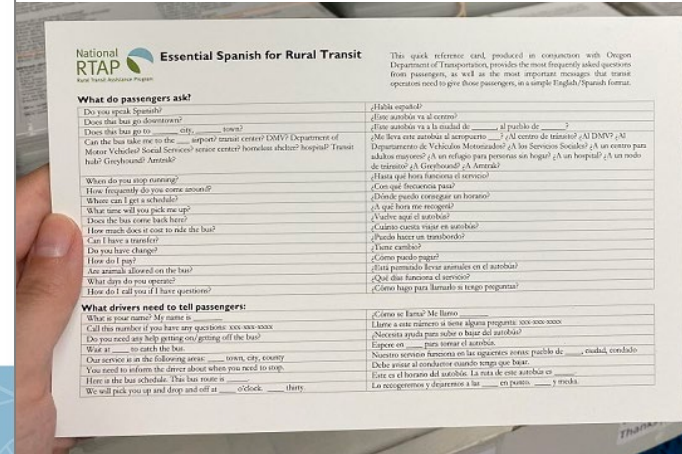 National
RTAP
Rural Transit Assistance Program
Essential Spanish for Rural Transit
This quick reference card, produced in conjunction with Oregon
Department of Transportation, provides the most frequently asked questions
from passengers, as well as the most important messages that transit
operators need to give those passengers, in a simple English/Spanish format.
What do passengers ask?
Do you speak Spanish? ¿Habla español?
Does this bus go downtown? ¿Este autobús va al centro?
Does this bus go to ____ city, ____ town? ¿Este autobús va a la ciudad de ____, al pueblo de ____?
Can the bus take me to the ___ airport? transit center? DMV? Department of
Motor Vehicles? Social Services? senior center? homeless shelter? hospital? Transit
hub? Greyhound? Amtrak?
¿Me lleva este autobús al aeropuerto ___? ¿Al centro de tránsito? ¿Al DMV? ¿Al
Departamento de Vehículos Motorizados? ¿A los Servicios Sociales? ¿A un centro para
adultos mayores? ¿A un refugio para personas sin hogar? ¿A un hospital? ¿A un nodo
de tránsito? ¿A Greyhound? ¿A Amtrak?
When do you stop running? ¿Hasta qué hora funciona el servicio?
How frequently do you come around? ¿Con qué frecuencia pasa?
Where can I get a schedule? ¿Dónde puedo conseguir un horario?
What time will you pick me up? ¿A qué hora me recogerá?
Does the bus come back here? ¿Vuelve aquí el autobús?
How much does it cost to ride the bus? ¿Cuánto cuesta viajar en autobús?
Can I have a transfer? ¿Puedo hacer un transbordo?
Do you have change? ¿Tiene cambio?
How do I pay? ¿Cómo puedo pagar?
Are animals allowed on the bus? ¿Está permitido llevar animales en el autobús?
What days do you operate? ¿Qué días funciona el servicio?
How do I call you if I have questions? ¿Cómo hago para llamarlo si tengo preguntas?
What drivers need to tell passengers:
What is your name? My name is ____ ¿Cómo se llama? Me llamo ____
Call this number if you have any questions: xxx-xxx-xxxx Llame a este número si tiene alguna pregunta: xxx-xxx-xxxx
Do you need any help getting on/getting off the bus? ¿Necesita ayuda para subir o bajar del autobús?
Wait at ____ to catch the bus. Espere en ____ para tomar el autobús.
Our service is in the following areas: ____ town, city, county Nuestro servicio funciona en las siguientes zonas: pueblo de ____, ciudad, condado
You need to inform the driver about when you need to stop. Debe avisar al conductor cuando tenga que bajar.
Here is the bus schedule. This bus route is ____. Este es el horario del autobús. La ruta de este autobús es ____.
We will pick you up and drop and off at ____ o'clock. ____ thirty. Lo recogeremos y dejaremos a las ____ en punto. ____ y media.